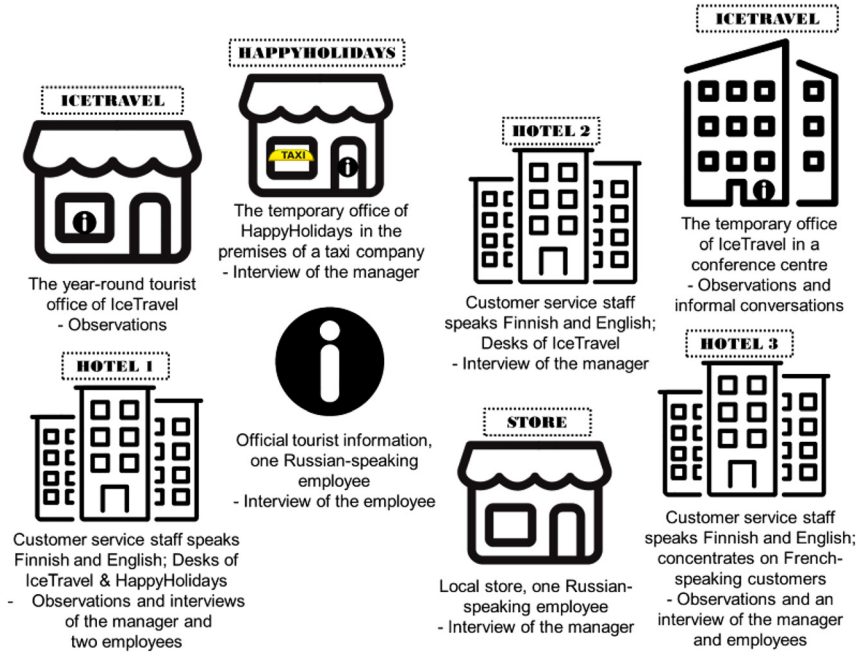 ICETRAVEL
The year-round tourist
office of IceTravel
- Observations
HAPPYHOLIDAYS
TAXI
The temporary office of
HappyHolidays in the
premises of a taxi company
- Interview of the manager
HOTEL 2
Customer service staff
speaks Finnish and English;
Desks of IceTravel
- Interview of the manager
ICETRAVEL
The temporary office
of IceTravel in a
conference centre
- Observations and
informal conversations
HOTEL 1
Customer service staff speaks
Finnish and English; Desks of
IceTravel & HappyHolidays
- Observations and interviews
of the manager and
two employees
Official tourist information,
one Russian-speaking
employee
- Interview of the employee
STORE
Local store, one Russian-
speaking employee
- Interview of the manager
HOTEL 3
Customer service staff
speaks Finnish and English;
concentrates on French-
speaking customers
- Observations and an
interview of the manager
and employees